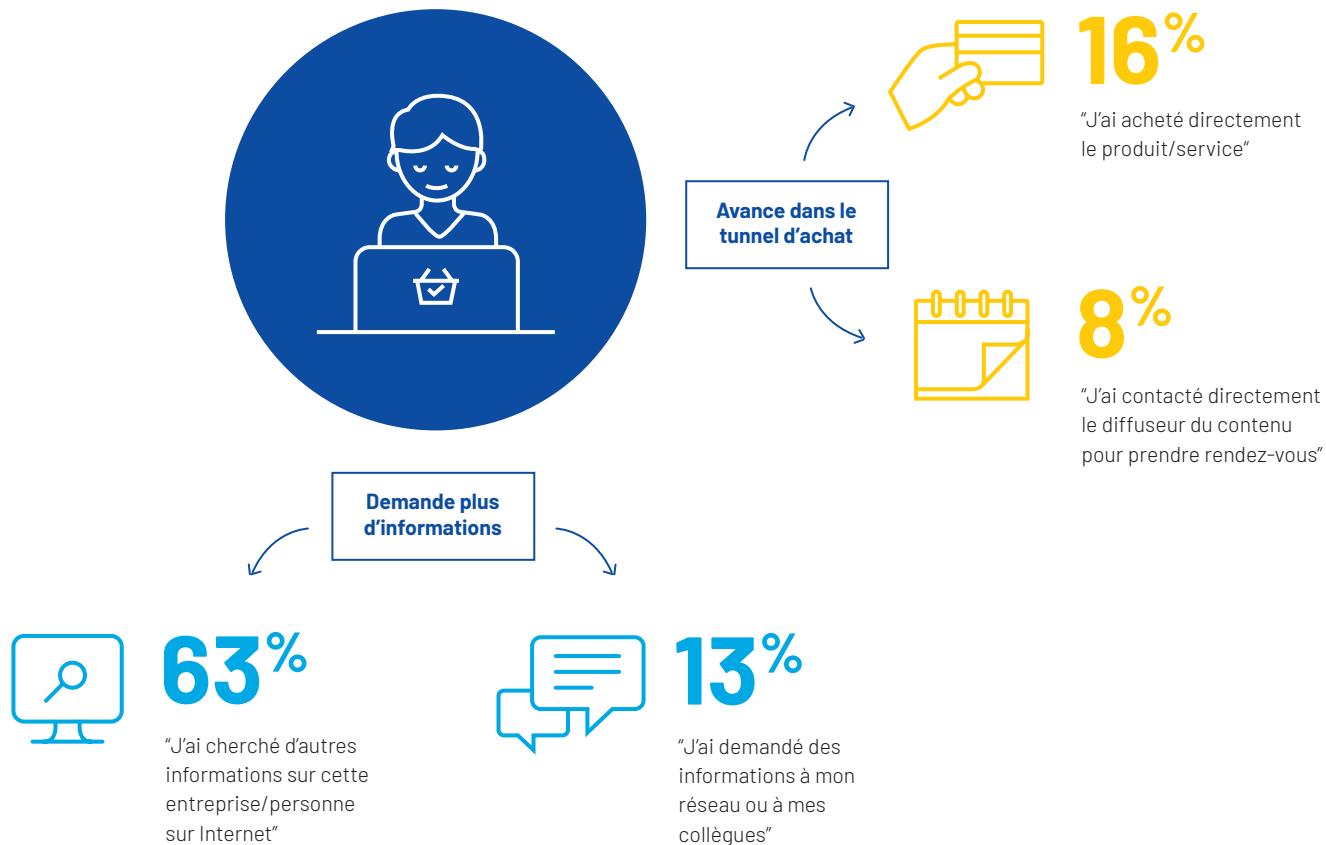 16%
“J’ai acheté directement
le produit/service“
Avance dans le
tunnel d’achat
8%
“J’ai contacté directement
le diffuseur du contenu
pour prendre rendez-vous”
Demande plus
d’informations
63%
“J’ai cherché d’autres
informations sur cette
entreprise/personne
sur Internet”
13%
“J’ai demandé des
informations à mon
réseau ou à mes
collègues”